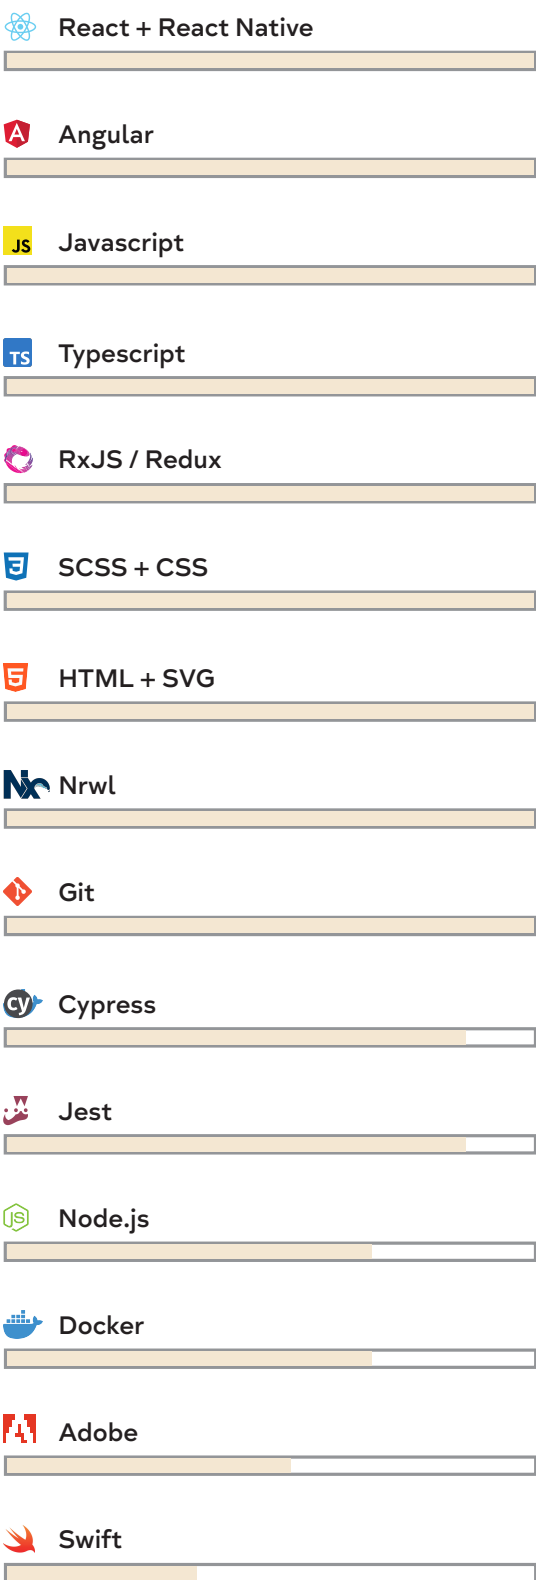 React + React Native
Angular
JS Javascript
TS Typescript
RxJS / Redux
SCSS + CSS
HTML + SVG
Nx Nrwl
Git
cy Cypress
Jest
JS Node.js
Docker
Adobe
Swift